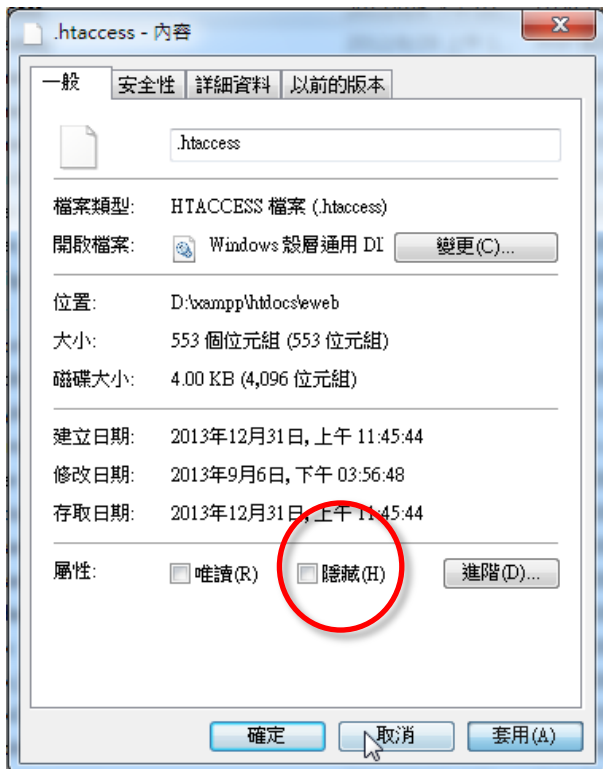 .htaccess - 內容
一般 安全性 詳細資料 以前的版本
.htaccess
檔案類型: HTACCESS 檔案 (.htaccess)
開啟檔案: Windows 殼層通用 Dl 變更(C)...
位置: D:\xampp\htdocs\eweb
大小: 553 個位元組 (553 位元組)
磁碟大小: 4.00 KB (4,096 位元組)
建立日期: 2013年12月31日, 上午 11:45:44
修改日期: 2013年9月6日, 下午 03:56:48
存取日期: 2013年12月31日, 上午 11:45:44
屬性: 唯讀(R) 隱藏(H) 進階(D)...
確定 取消 套用(A)